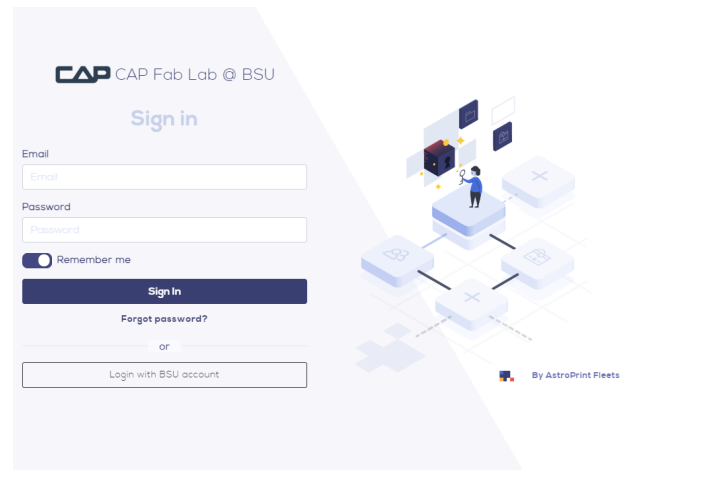 CAP CAP Fab Lab @ BSU
Sign in
Email
Email
Password
Password
Remember me
Sign In
Forgot password?
or
Login with BSU account
By AstroPrint Fleets